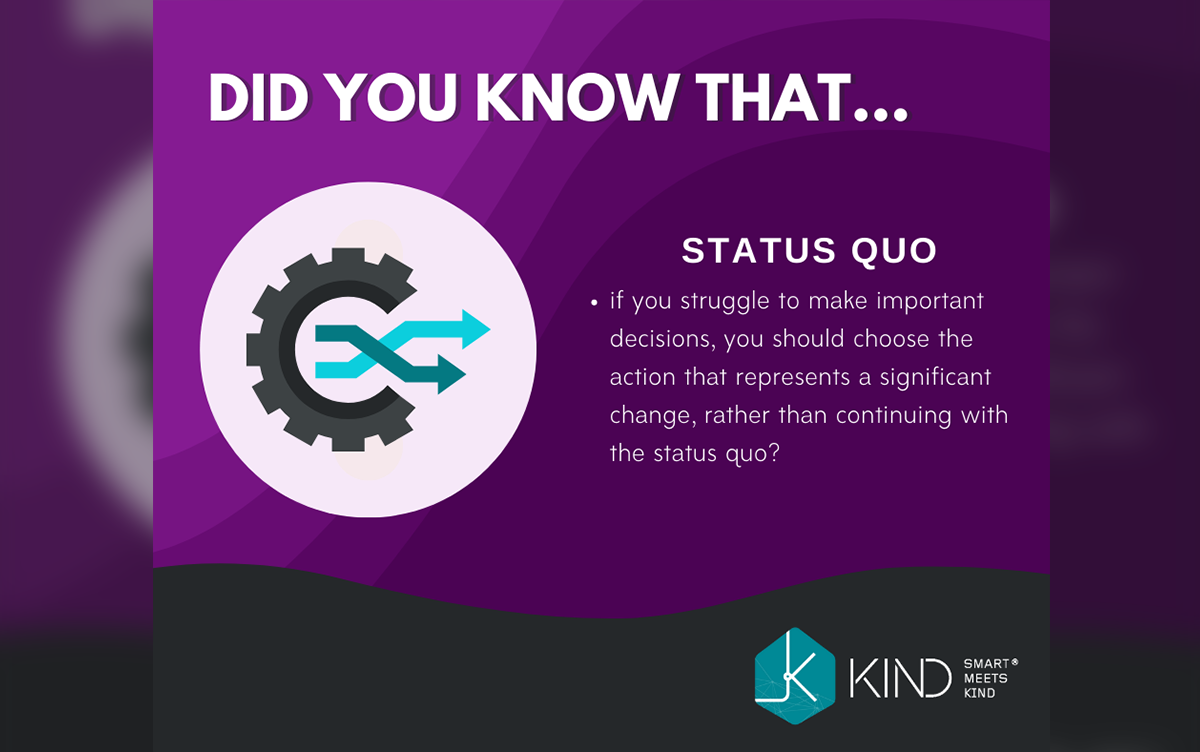 DID YOU KNOW THAT...
STATUS QUO
• if you struggle to make important
decisions, you should choose the
action that represents a significant
change, rather than continuing with
the status quo?
KIND
SMART®
MEETS
KIND